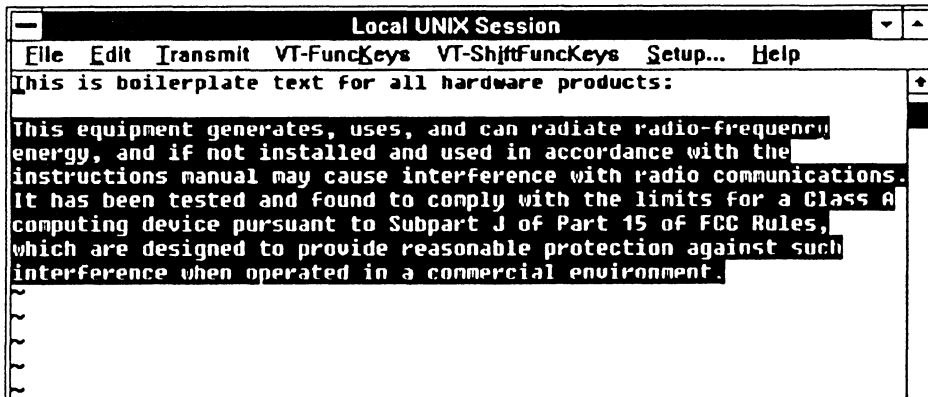 Local UNIX Session
File Edit Transmit VT-FuncKeys VT-ShiftFuncKeys Setup... Help
This is boilerplate text for all hardware products:
This equipment generates, uses, and can radiate radio-frequency
energy, and if not installed and used in accordance with the
instructions manual may cause interference with radio communications.
It has been tested and found to comply with the limits for a Class A
computing device pursuant to Subpart J of Part 15 of FCC Rules,
which are designed to provide reasonable protection against such
interference when operated in a commercial environment.
~
~
~
~
~